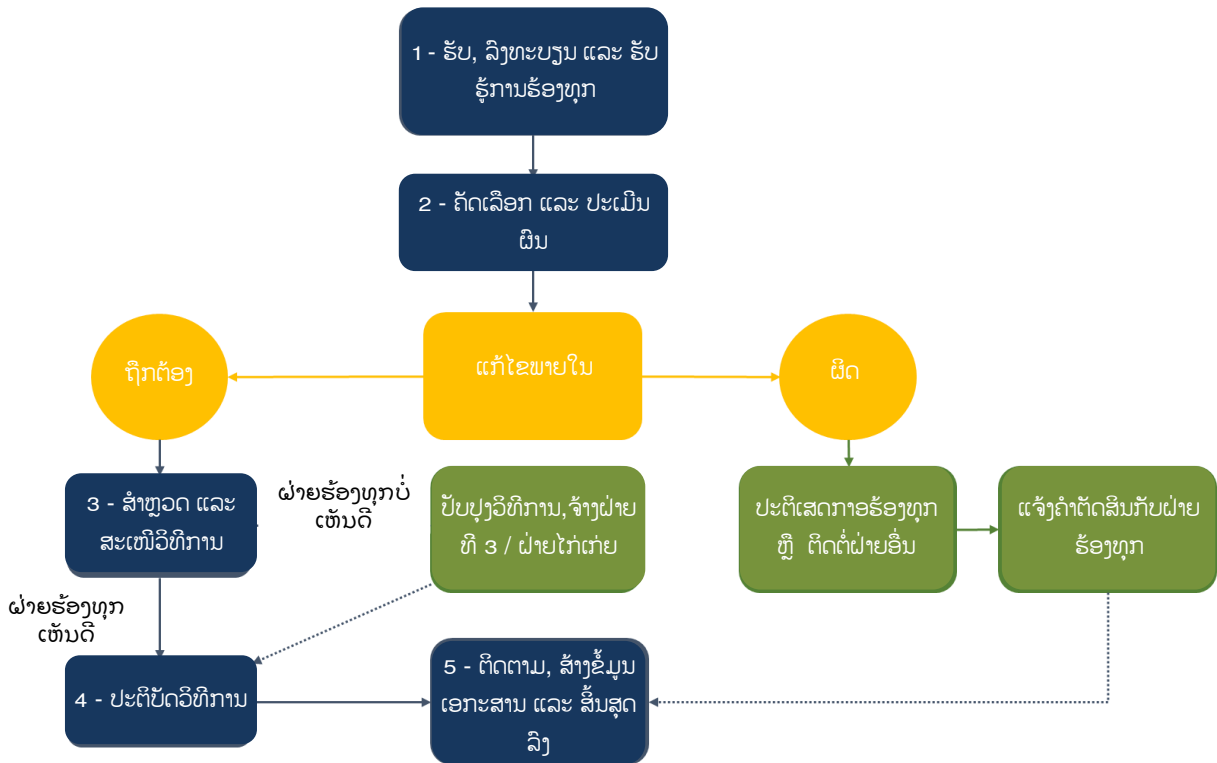 1 - ຮັບ, ລົງທະບຽນ ແລະ ຮັບ
ຮູ້ການຮ້ອງທຸກ
2 - ຄັດເລືອກ ແລະ ປະເມີນ
ຜົນ
ຖືກຕ້ອງ
ແກ້ໄຂພາຍໃນ
ຜິດ
3 - ສຳຫຼວດ ແລະ
ສະເໜີວິທີການ
ຝ່າຍຮ້ອງທຸກບໍ່
ເຫັນດີ
ປັບປຸງວິທີການ,ຈ້າງຝ່າຍ
ທີ 3 / ຝ່າຍໄກ່ເກ່ຍ
ປະຕິເສດກາອຮ້ອງທຸກ
ຫຼື ຕິດຕໍ່ຝ່າຍອື່ນ
ແຈ້ງຄຳຕັດສິນກັບຝ່າຍ
ຮ້ອງທຸກ
ຝ່າຍຮ້ອງທຸກ
ເຫັນດີ
4 - ປະຕິບັດວິທີການ
5 - ຕິດຕາມ, ສ້າງຂໍ້ມູນ
ເອກະສານ ແລະ ສິ້ນສຸດ
ລົງ